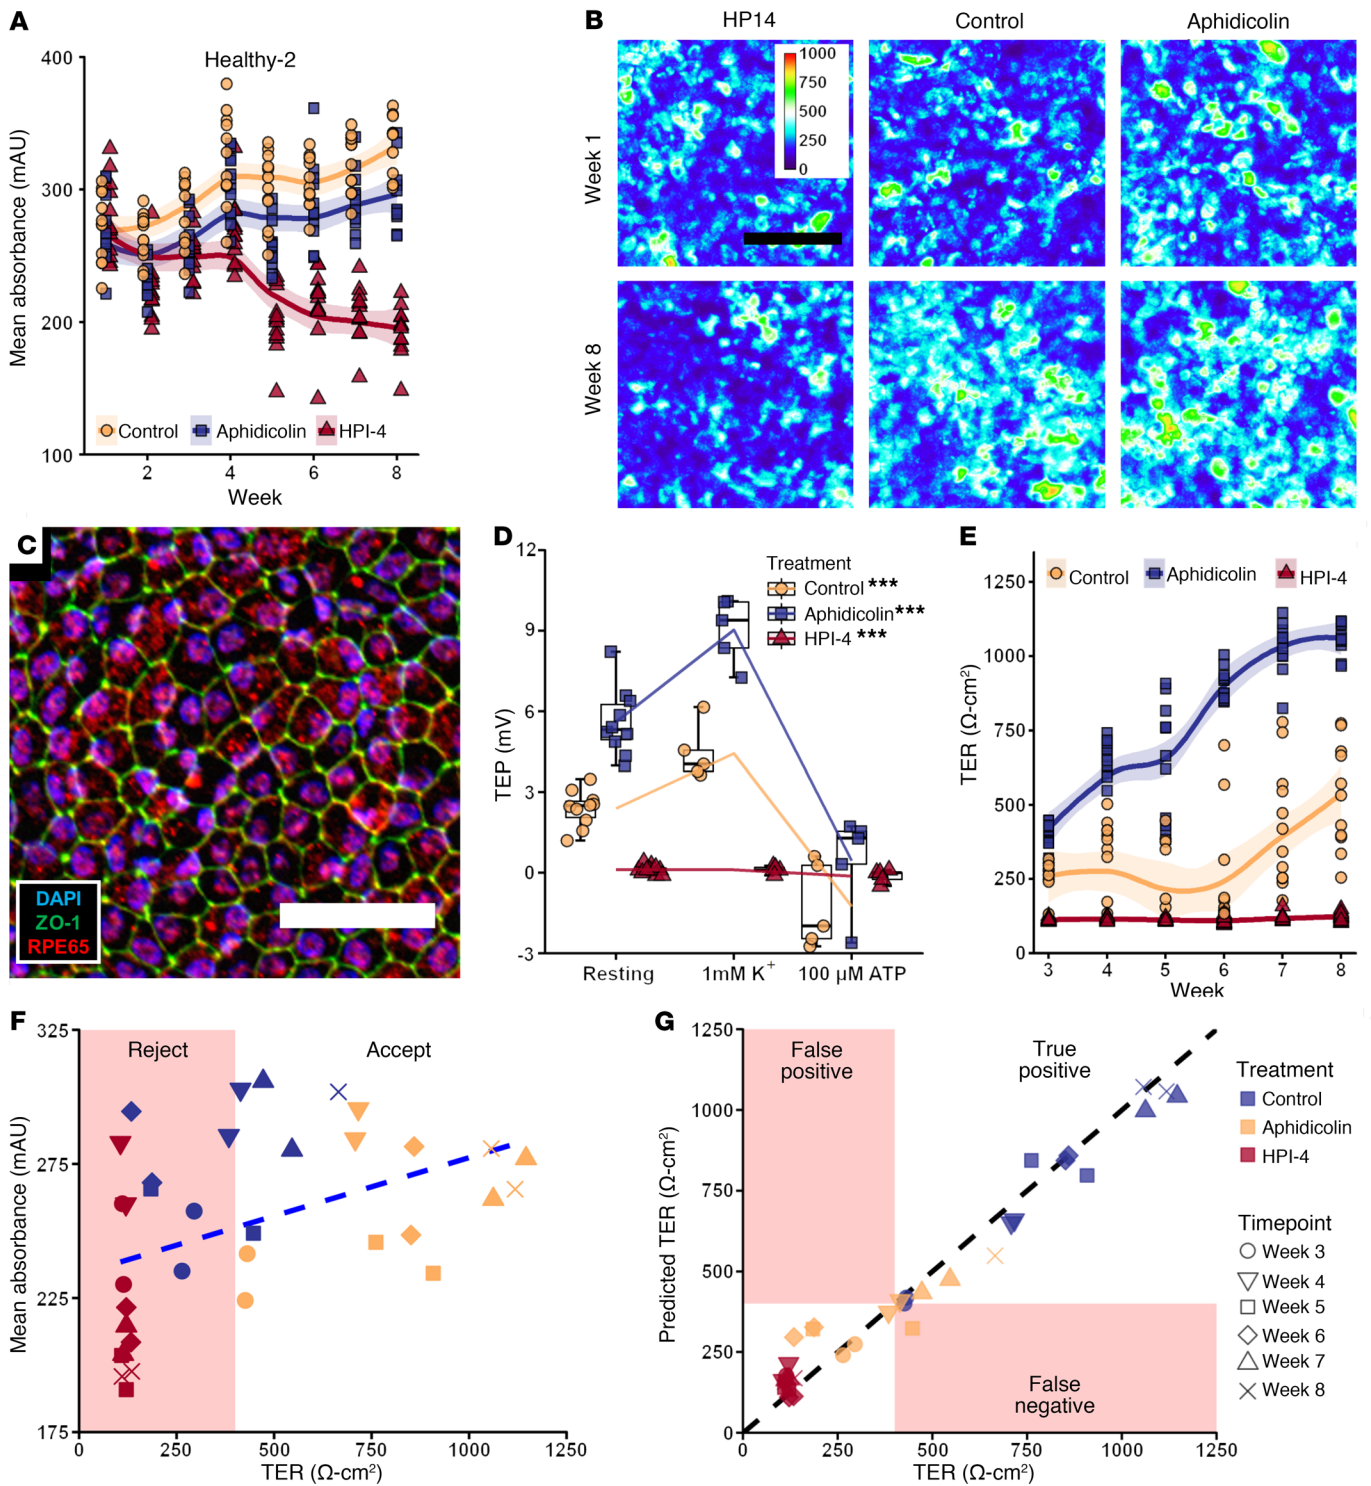 A
Healthy-2
Mean absorbance (mAU)
400
300
200
100
Control
Aphidicolin
HPI-4
2
4
6
8
Week
B
HP14
Control
Aphidicolin
Week 1
Week 8
1000
750
500
250
0
C
DAPI
ZO-1
RPE65
D
TEP (mV)
12
9
6
3
0
-3
Treatment
Control ***
Aphidicolin***
HPI-4 ***
Resting
1mM K⁺
100 µM ATP
E
TER (Ω-cm²)
1250
1000
750
500
250
0
Control
Aphidicolin
HPI-4
3
4
5
6
7
8
Week
F
Mean absorbance (mAU)
325
275
225
175
Reject
Accept
0
250
500
750
1000
1250
TER (Ω-cm²)
G
Predicted TER (Ω-cm²)
1250
1000
750
500
250
0
False
positive
True
positive
False
negative
0
250
500
750
1000
1250
TER (Ω-cm²)
Treatment
Control
Aphidicolin
HPI-4
Timepoint
Week 3
Week 4
Week 5
Week 6
Week 7
Week 8